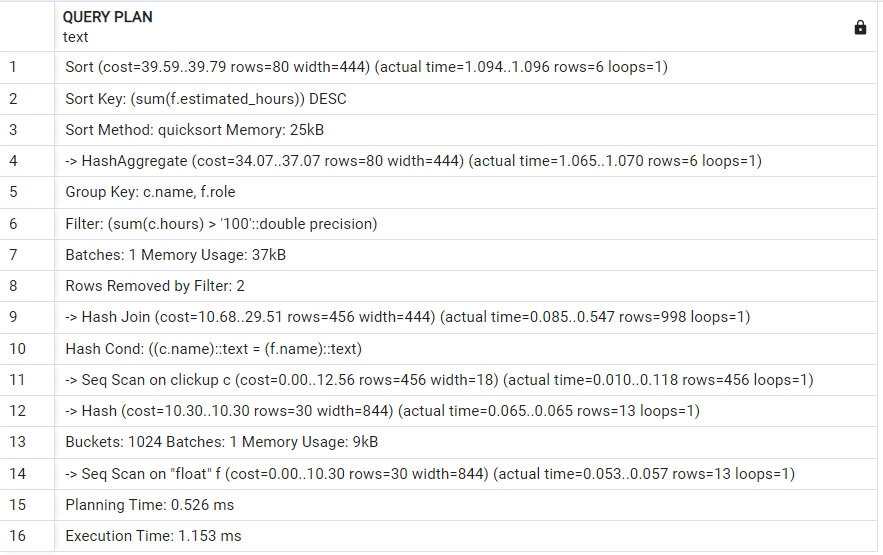 QUERY PLAN
text
1 Sort (cost=39.59..39.79 rows=80 width=444) (actual time=1.094..1.096 rows=6 loops=1)
2 Sort Key: (sum(f.estimated_hours)) DESC
3 Sort Method: quicksort Memory: 25kB
4 -> HashAggregate (cost=34.07..37.07 rows=80 width=444) (actual time=1.065..1.070 rows=6 loops=1)
5 Group Key: c.name, f.role
6 Filter: (sum(c.hours) > '100'::double precision)
7 Batches: 1 Memory Usage: 37kB
8 Rows Removed by Filter: 2
9 -> Hash Join (cost=10.68..29.51 rows=456 width=444) (actual time=0.085..0.547 rows=998 loops=1)
10 Hash Cond: ((c.name)::text = (f.name)::text)
11 -> Seq Scan on clickup c (cost=0.00..12.56 rows=456 width=18) (actual time=0.010..0.118 rows=456 loops=1)
12 -> Hash (cost=10.30..10.30 rows=30 width=844) (actual time=0.065..0.065 rows=13 loops=1)
13 Buckets: 1024 Batches: 1 Memory Usage: 9kB
14 -> Seq Scan on "float" f (cost=0.00..10.30 rows=30 width=844) (actual time=0.053..0.057 rows=13 loops=1)
15 Planning Time: 0.526 ms
16 Execution Time: 1.153 ms